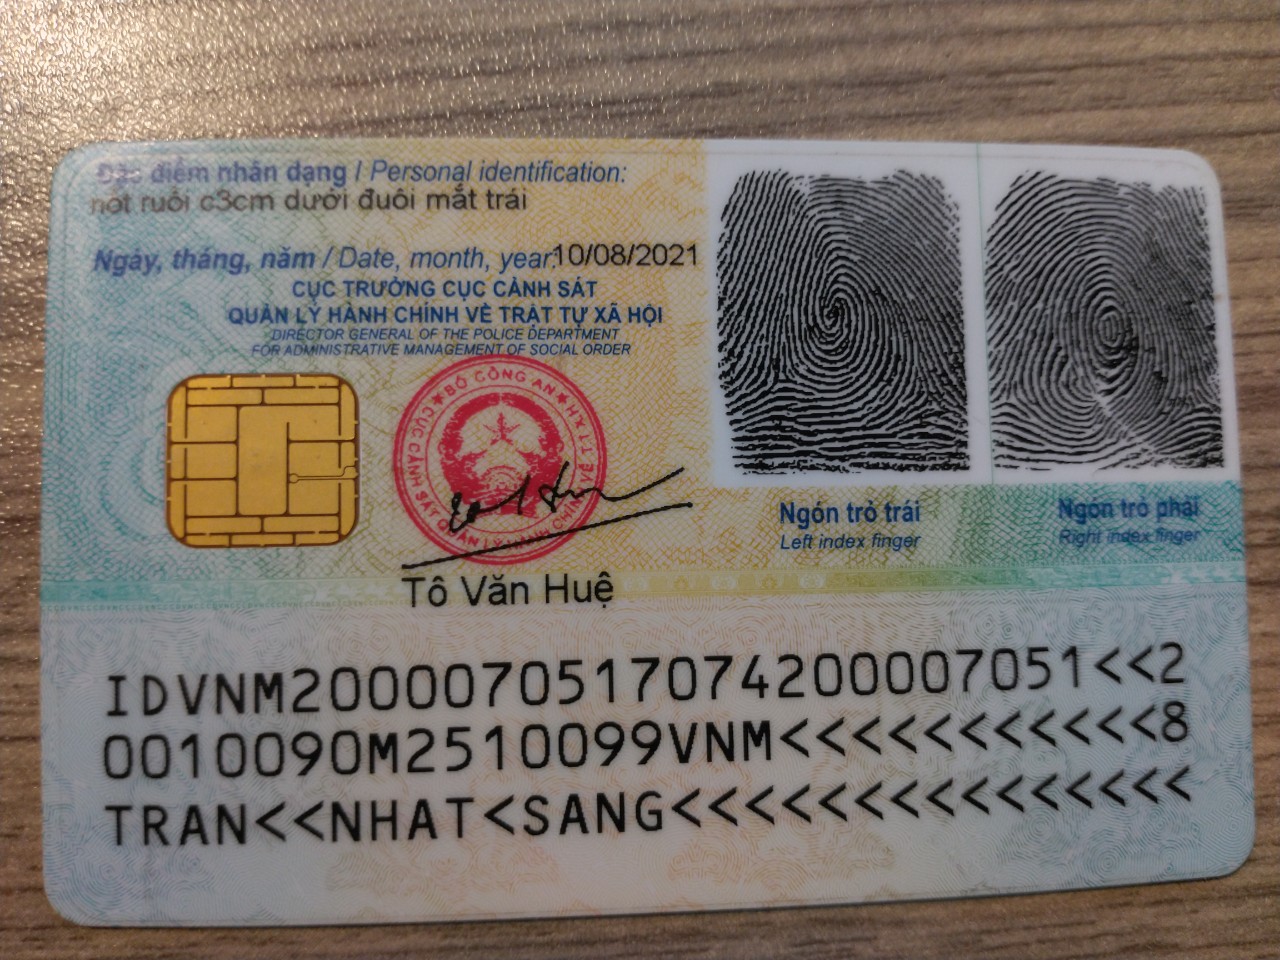 Đặc điểm nhân dạng / Personal identification:
nốt ruồi c3cm dưới đuôi mắt trái
Ngày, tháng, năm / Date, month, year:10/08/2021
CỤC TRƯỞNG CỤC CẢNH SÁT
QUẢN LÝ HÀNH CHÍNH VỀ TRẬT TỰ XÃ HỘI
DIRECTOR GENERAL OF THE POLICE DEPARTMENT
FOR ADMINISTRATIVE MANAGEMENT OF SOCIAL ORDER
★ BỘ CÔNG AN ★
CỤC CẢNH SÁT QUẢN LÝ HÀNH CHÍNH VỀ TTXH
Tô Văn Huệ
Ngón trỏ trái
Left index finger
Ngón trỏ phải
Right index finger
IDVNM2000070517074200007051<<2
0010090M2510099VNM<<<<<<<<<<<8
TRAN<<NHAT<SANG<<<<<<<<<<<<<<<